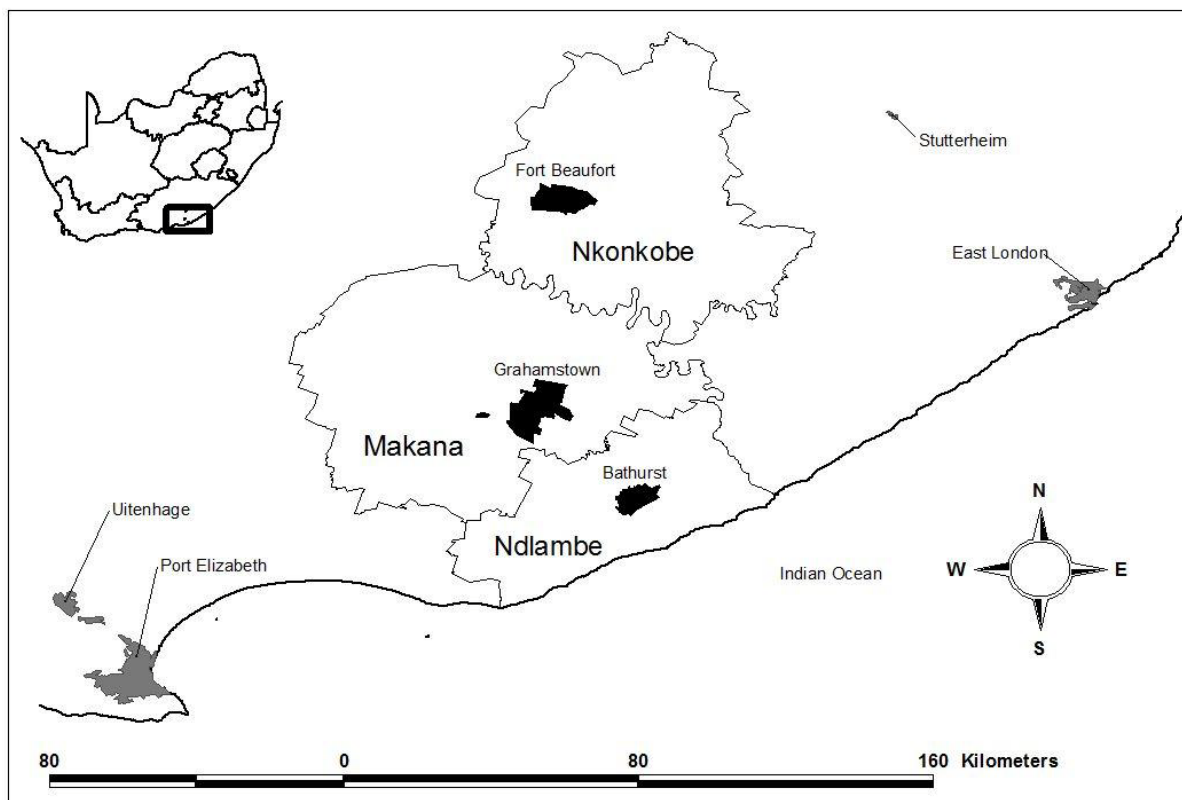 Stutterheim
Fort Beaufort
Nkonkobe
East London
Grahamstown
Makana
Bathurst
Uitenhage
Ndlambe
Port Elizabeth
Indian Ocean
N
W E
S
80 0 80 160 Kilometers